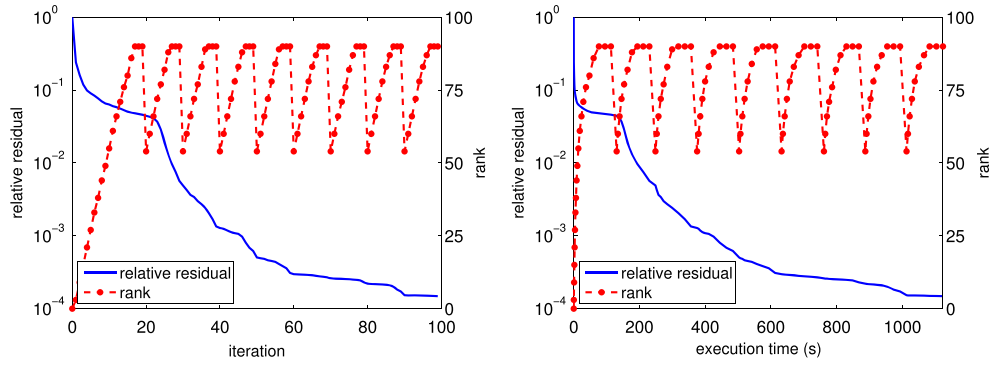 10^0
10^-1
10^-2
10^-3
10^-4
relative residual
100
75
50
25
0
rank
0 20 40 60 80 100
iteration
relative residual
rank
10^0
10^-1
10^-2
10^-3
10^-4
relative residual
100
75
50
25
0
rank
0 200 400 600 800 1000
execution time (s)
relative residual
rank